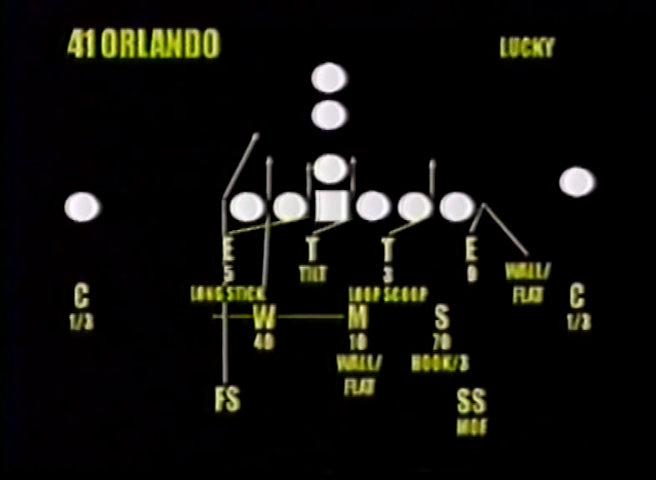 41 ORLANDO
LUCKY
E T T E
5 TILT 3 9 WALL/
FLAT
LONG STICK LOOP SCOOP
C C
1/3 1/3
W M S
40 10 70
WALL/ HOOK/3
FLAT
FS SS
MOF